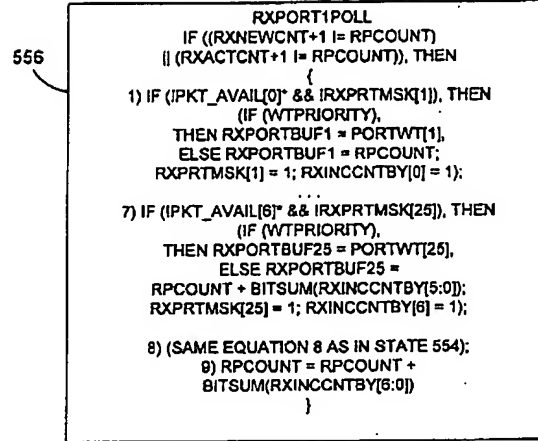 556
RXPORT1POLL
IF ((RXNEWCNT+1 != RPCOUNT)
|| (RXACTCNT+1 != RPCOUNT)), THEN
{
1) IF (!PKT_AVAIL[0]* && !RXPRTMSK[1]), THEN
(IF (WTPRIORITY),
THEN RXPORTBUF1 = PORTWT[1],
ELSE RXPORTBUF1 = RPCOUNT;
RXPRTMSK[1] = 1; RXINCCNTBY[0] = 1);
...
7) IF (!PKT_AVAIL[6]* && !RXPRTMSK[25]), THEN
(IF (WTPRIORITY),
THEN RXPORTBUF25 = PORTWT[25],
ELSE RXPORTBUF25 =
RPCOUNT + BITSUM(RXINCCNTBY[5:0]);
RXPRTMSK[25] = 1; RXINCCNTBY[6] = 1);
8) (SAME EQUATION 8 AS IN STATE 554);
9) RPCOUNT = RPCOUNT +
BITSUM(RXINCCNTBY[6:0])
}